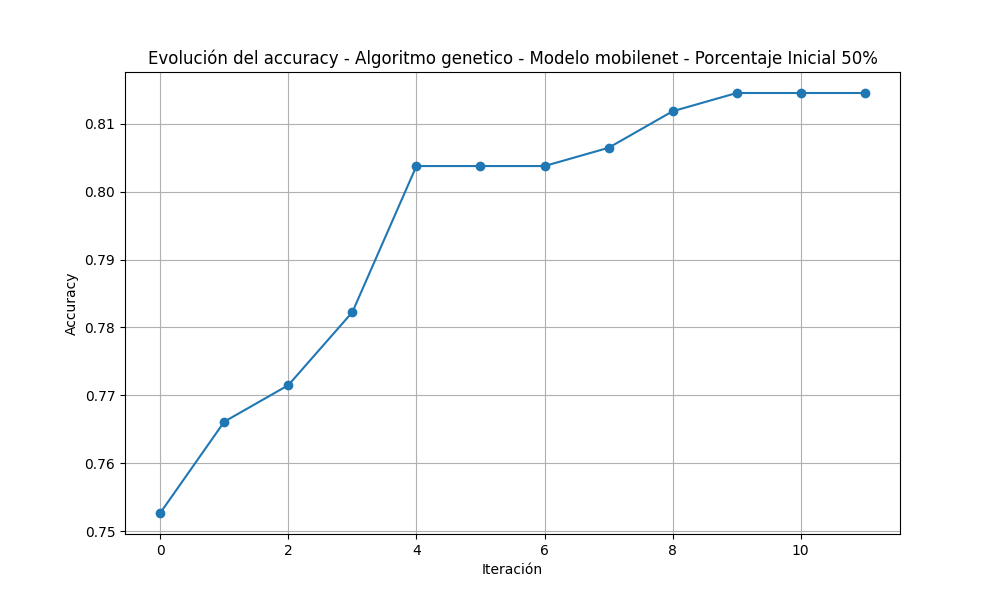 Evolución del accuracy - Algoritmo genetico - Modelo mobilenet - Porcentaje Inicial 50%
0.81
0.80
0.79
0.78
0.77
0.76
0.75
Accuracy
0 2 4 6 8 10
Iteración